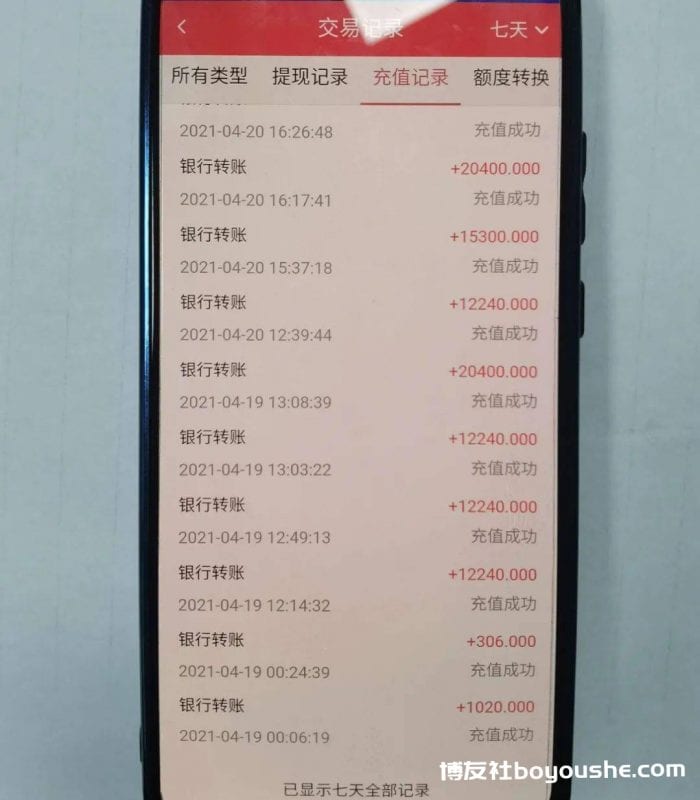 交易记录 七天
所有类型 提现记录 充值记录 额度转换
2021-04-20 16:26:48 充值成功
银行转账 +20400.000
2021-04-20 16:17:41 充值成功
银行转账 +15300.000
2021-04-20 15:37:18 充值成功
银行转账 +12240.000
2021-04-20 12:39:44 充值成功
银行转账 +20400.000
2021-04-19 13:08:39 充值成功
银行转账 +12240.000
2021-04-19 13:03:22 充值成功
银行转账 +12240.000
2021-04-19 12:49:13 充值成功
银行转账 +12240.000
2021-04-19 12:14:32 充值成功
银行转账 +306.000
2021-04-19 00:24:39 充值成功
银行转账 +1020.000
2021-04-19 00:06:19 充值成功
已显示七天全部记录
博友社boyoushe.com